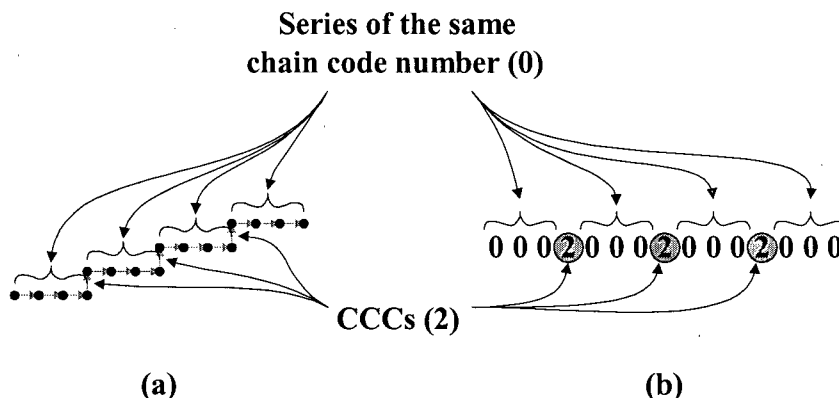 Series of the same
chain code number (0)
0 0 0 2 0 0 0 2 0 0 0 2 0 0 0
CCCs (2)
(a)
(b)